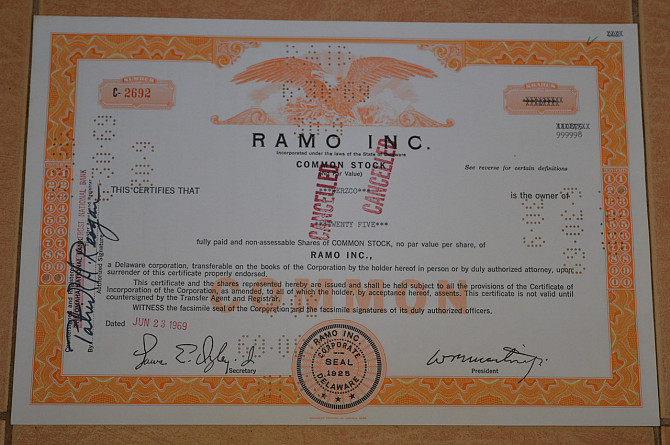 NUMBER
C- 2692
SHARES
999998
RAMO INC.
Incorporated under the laws of the State of Delaware
COMMON STOCK
(No Par Value)
See reverse for certain definitions
CANCELLED
CANCELLED
THIS CERTIFIES THAT
is the owner of
TWENTY FIVE***
fully paid and non-assessable Shares of COMMON STOCK, no par value per share, of
RAMO INC.,
a Delaware corporation, transferable on the books of the Corporation by the holder hereof in person or by duly authorized attorney, upon
surrender of this certificate properly endorsed.
This certificate and the shares represented hereby are issued and shall be held subject to all the provisions of the Certificate of
Incorporation of the Corporation, as amended, to all of which the holder, by acceptance hereof, assents. This certificate is not valid until
countersigned by the Transfer Agent and Registrar.
WITNESS the facsimile seal of the Corporation and the facsimile signatures of its duly authorized officers.
Dated JUN 23 1969
Secretary
President
RAMO INC.
CORPORATE
SEAL
1925
DELAWARE
NATIONAL BANK
By
Authorized Signature